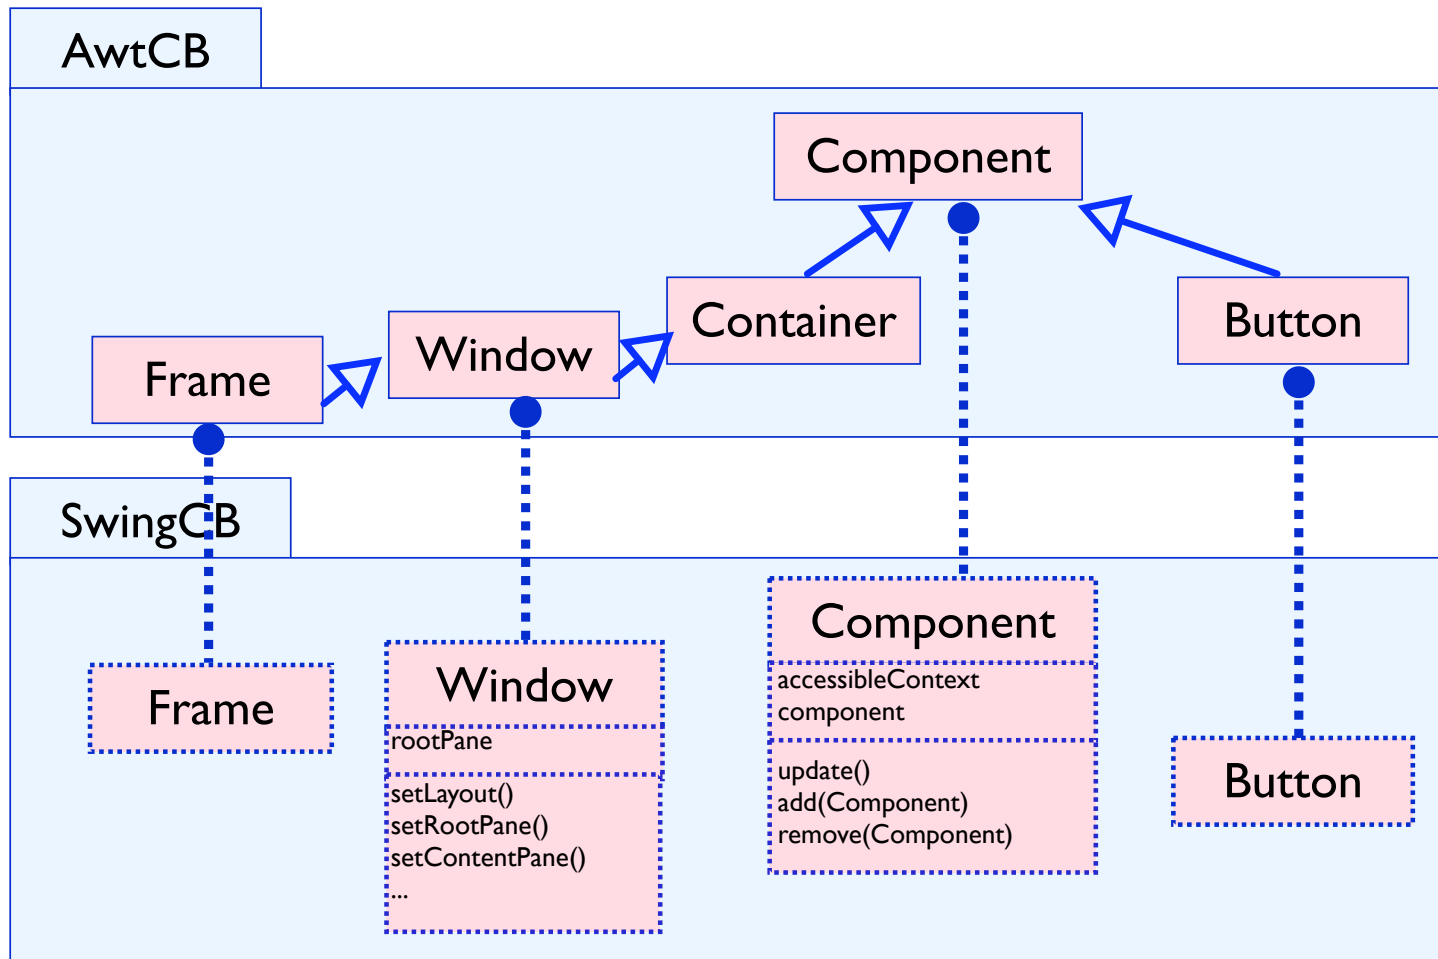 AwtCB
Component
Container
Button
Window
Frame
SwingCB
Component
accessibleContext
component
update()
add(Component)
remove(Component)
Window
rootPane
setLayout()
setRootPane()
setContentPane()
...
Frame
Button